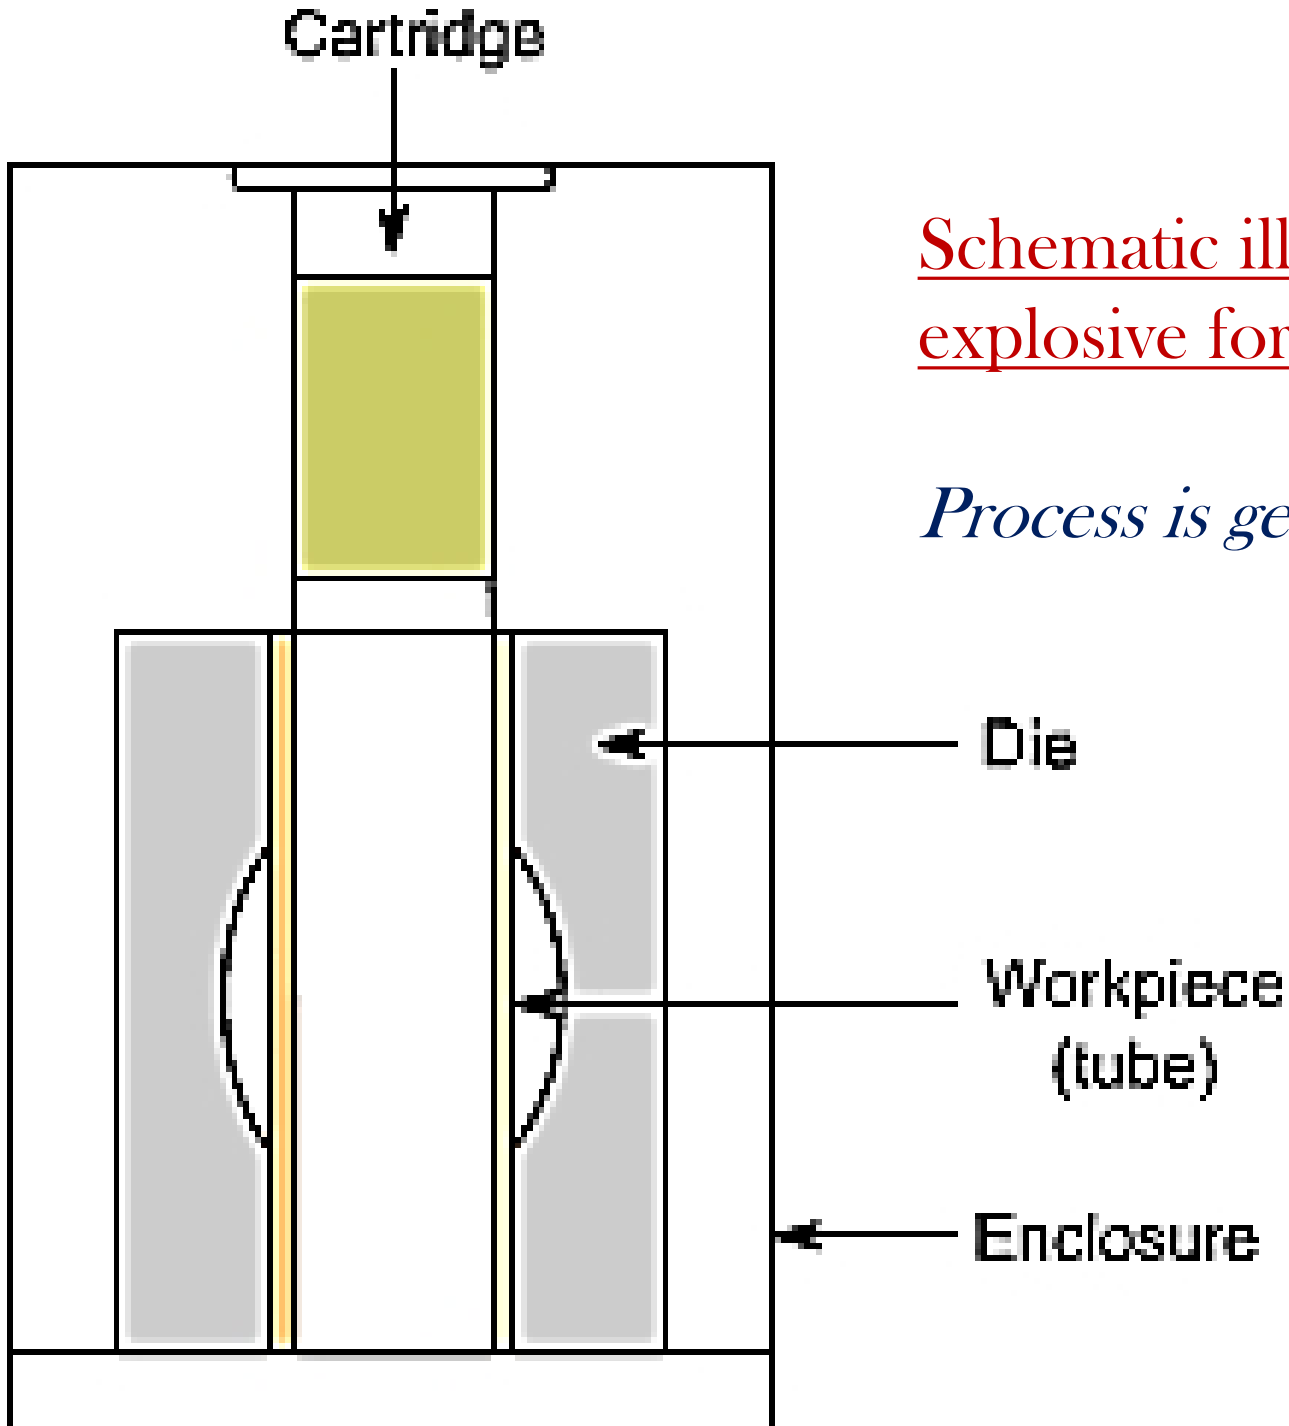 Cartridge
Schematic ill
explosive for
Process is ge
Die
Workpiece
(tube)
Enclosure